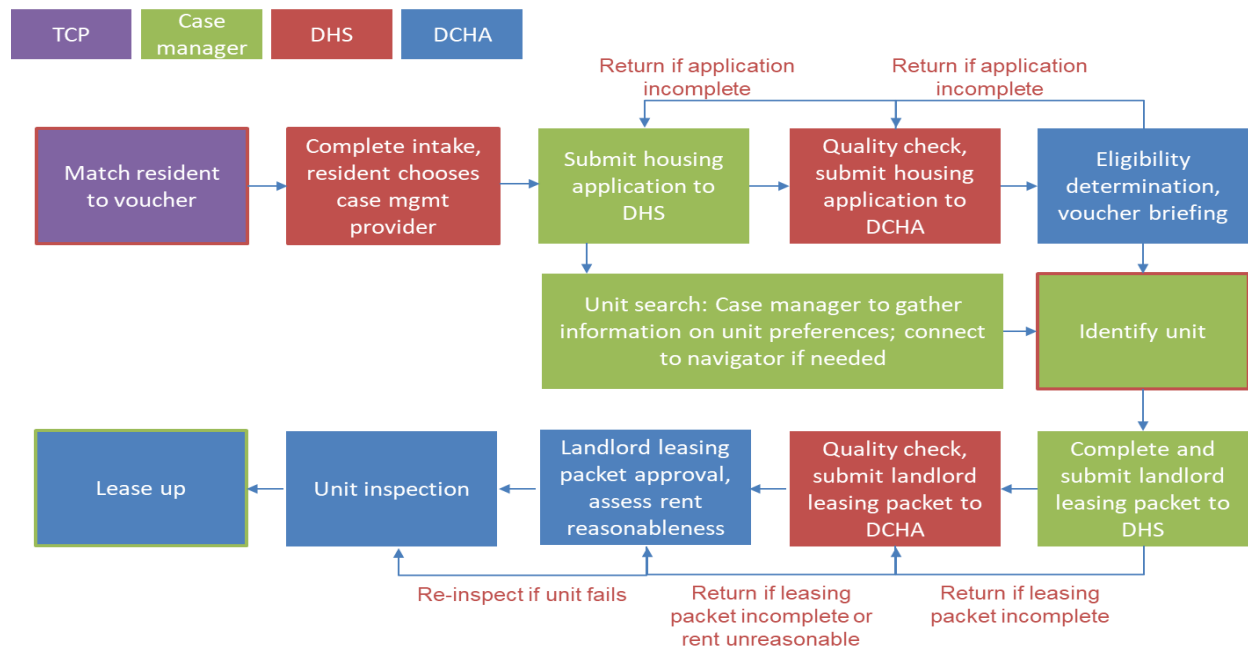 TCP
Case
manager
DHS
DCHA
Return if application
incomplete
Return if application
incomplete
Match resident
to voucher
Complete intake,
resident chooses
case mgmt
provider
Submit housing
application to
DHS
Quality check,
submit housing
application to
DCHA
Eligibility
determination,
voucher briefing
Unit search: Case manager to gather
information on unit preferences; connect
to navigator if needed
Identify unit
Lease up
Unit inspection
Landlord leasing
packet approval,
assess rent
reasonableness
Quality check,
submit landlord
leasing packet to
DCHA
Complete and
submit landlord
leasing packet to
DHS
Re-inspect if unit fails
Return if leasing
packet incomplete or
rent unreasonable
Return if leasing
packet incomplete